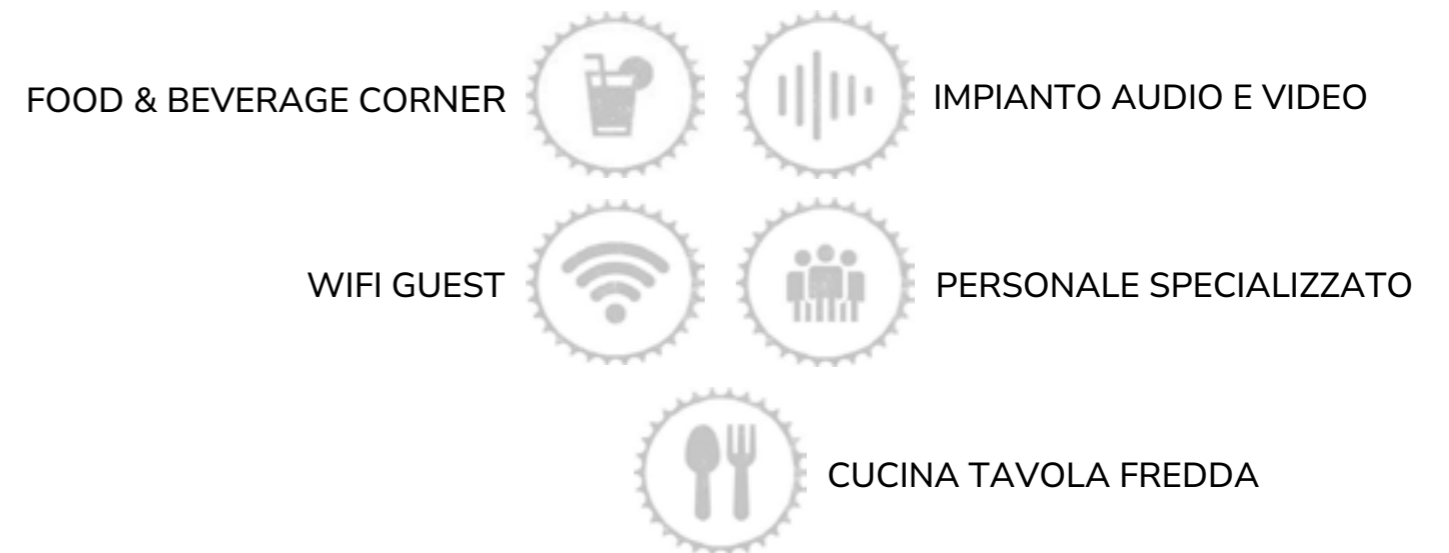 FOOD & BEVERAGE CORNER
IMPIANTO AUDIO E VIDEO
WIFI GUEST
PERSONALE SPECIALIZZATO
CUCINA TAVOLA FREDDA